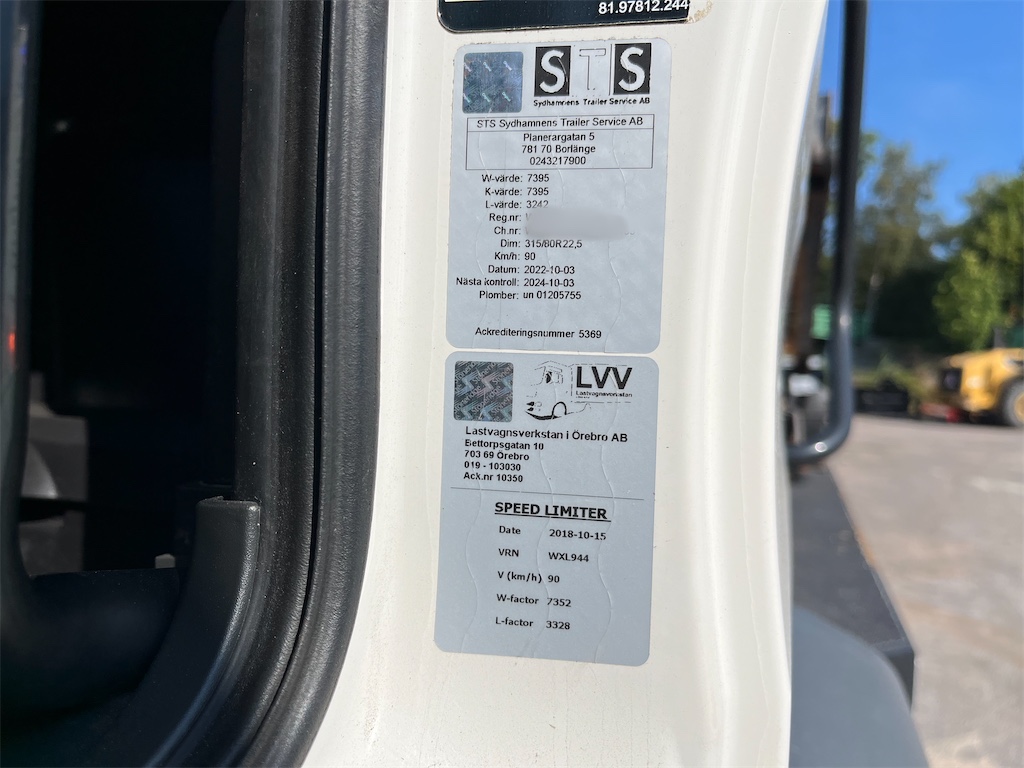 81.97812.244
STS
Sydhamnens Trailer Service AB
STS Sydhamnens Trailer Service AB
Planerargatan 5
781 70 Borlänge
0243217900
W-värde: 7395
K-värde: 7395
L-värde: 3242
Reg.nr:
Ch.nr:
Dim: 315/80R22,5
Km/h: 90
Datum: 2022-10-03
Nästa kontroll: 2024-10-03
Plomber: un 01205755
Ackrediteringsnummer 5369
LVV
Lastvagnsverkstan
Lastvagnsverkstan i Örebro AB
Bettorpsgatan 10
703 69 Örebro
019 - 103030
Ack.nr 10350
SPEED LIMITER
Date 2018-10-15
VRN WXL944
V (km/h) 90
W-factor 7352
L-factor 3328